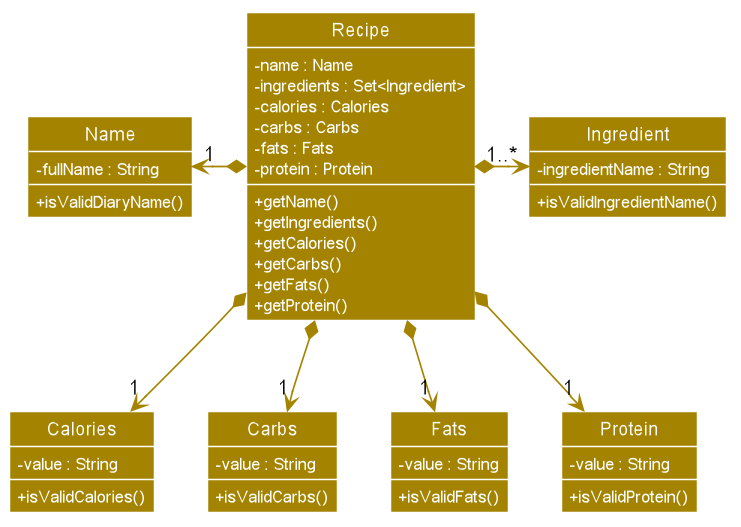 Recipe
-name : Name
-ingredients : Set<Ingredient>
-calories : Calories
-carbs : Carbs
-fats : Fats
-protein : Protein
+getName()
+getIngredients()
+getCalories()
+getCarbs()
+getFats()
+getProtein()
Name
-fullName : String
+isValidDiaryName()
1
1..*
Ingredient
-ingredientName : String
+isValidIngredientName()
1
1
1
1
Calories
-value : String
+isValidCalories()
Carbs
-value : String
+isValidCarbs()
Fats
-value : String
+isValidFats()
Protein
-value : String
+isValidProtein()